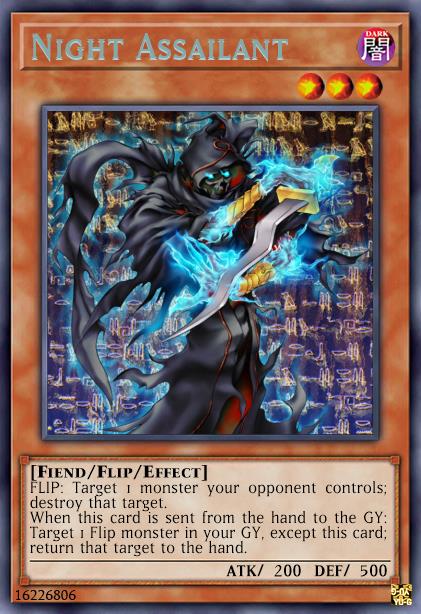 Night Assailant
DARK
闇
[Fiend/Flip/Effect]
FLIP: Target 1 monster your opponent controls;
destroy that target.
When this card is sent from the hand to the GY:
Target 1 Flip monster in your GY, except this card;
return that target to the hand.
ATK/ 200 DEF/ 500
16226806